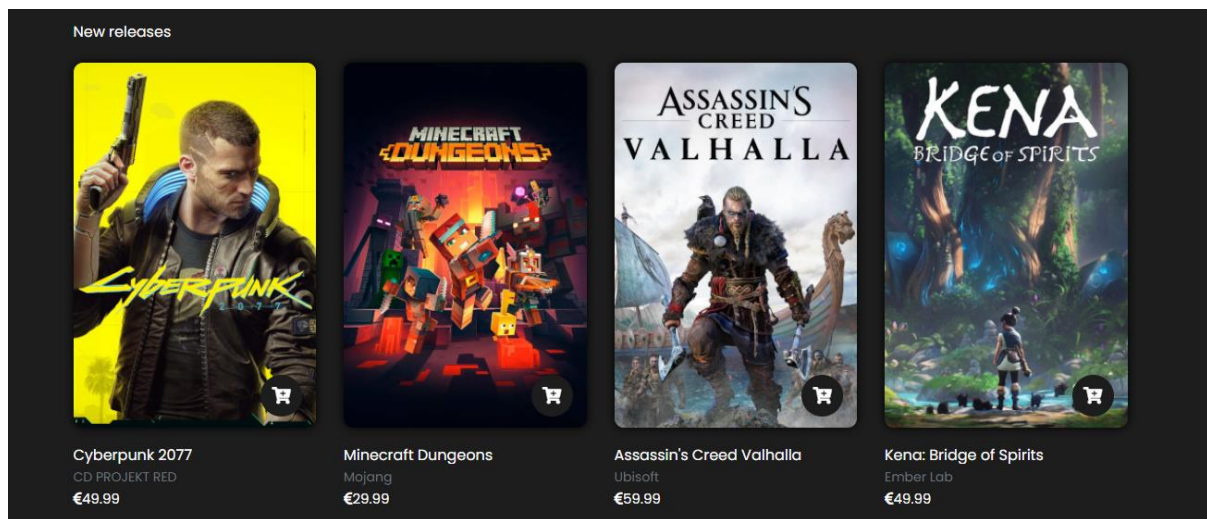 New releases
CYBERPUNK
2077
MINECRAFT
DUNGEONS
ASSASSIN'S
CREED
VALHALLA
KENA
BRIDGE OF SPIRITS
Cyberpunk 2077
CD PROJEKT RED
€49.99
Minecraft Dungeons
Mojang
€29.99
Assassin's Creed Valhalla
Ubisoft
€59.99
Kena: Bridge of Spirits
Ember Lab
€49.99